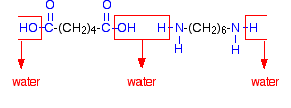 O O
HO-C-(CH₂)₄-C-OH H-N-(CH₂)₆-N-H
H H
water water water